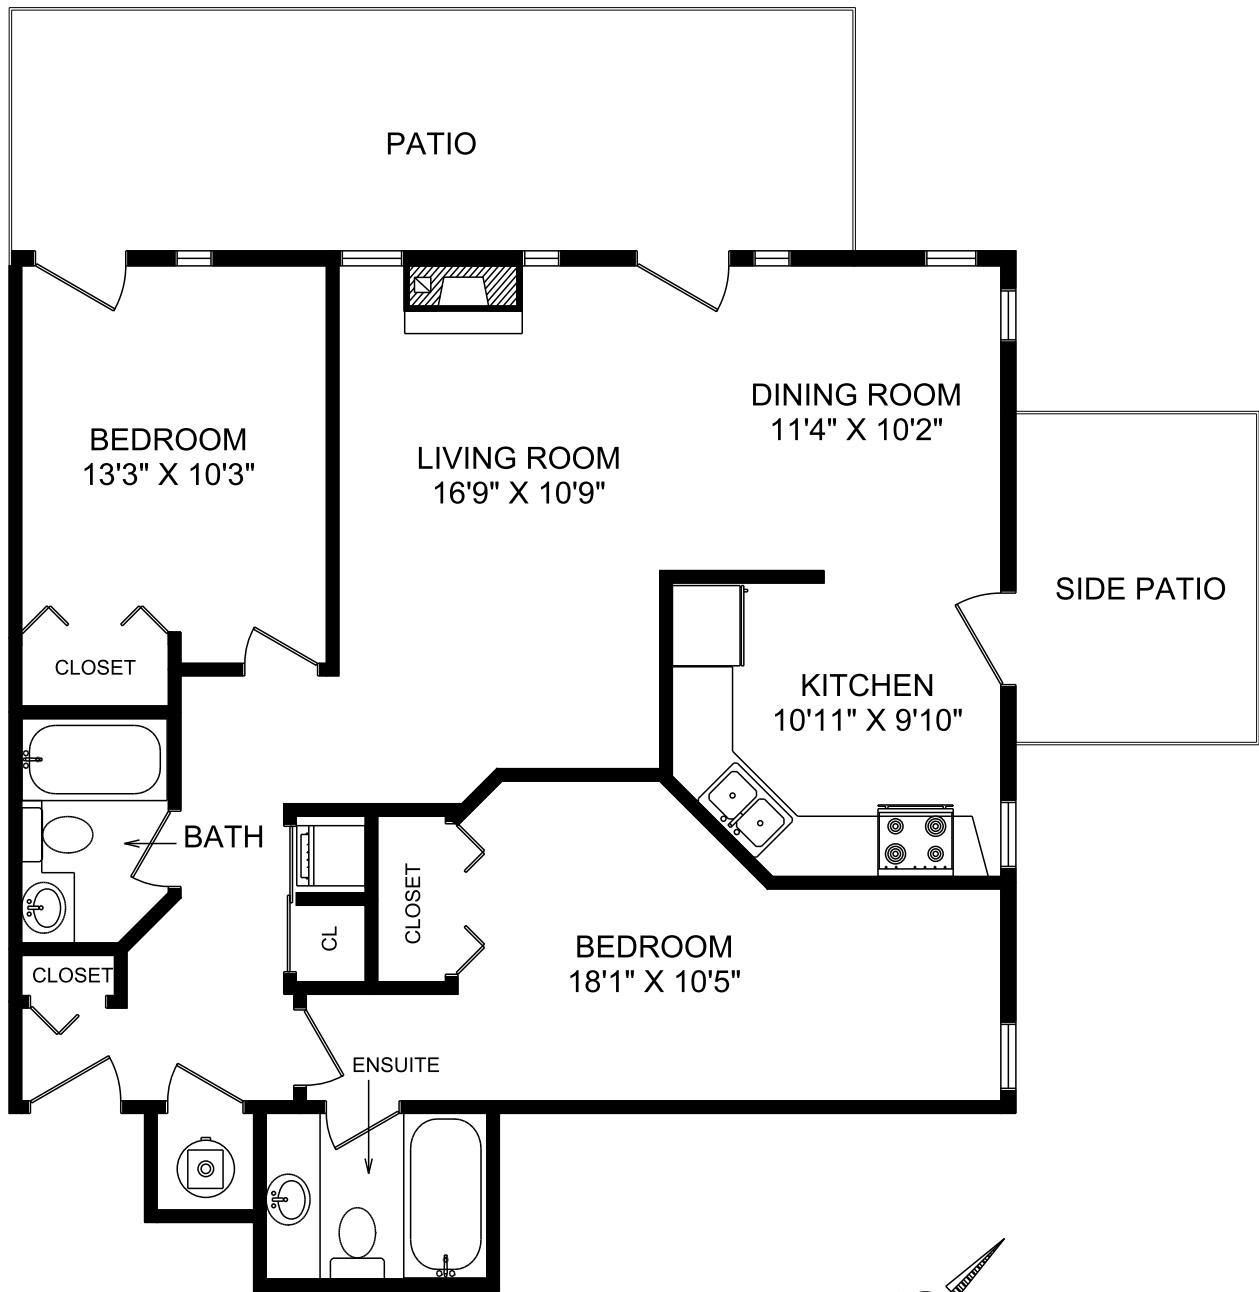 PATIO
DINING ROOM
11'4" X 10'2"
BEDROOM
13'3" X 10'3"
LIVING ROOM
16'9" X 10'9"
SIDE PATIO
CLOSET
KITCHEN
10'11" X 9'10"
BATH
CLOSET
CL
BEDROOM
18'1" X 10'5"
CLOSET
ENSUITE